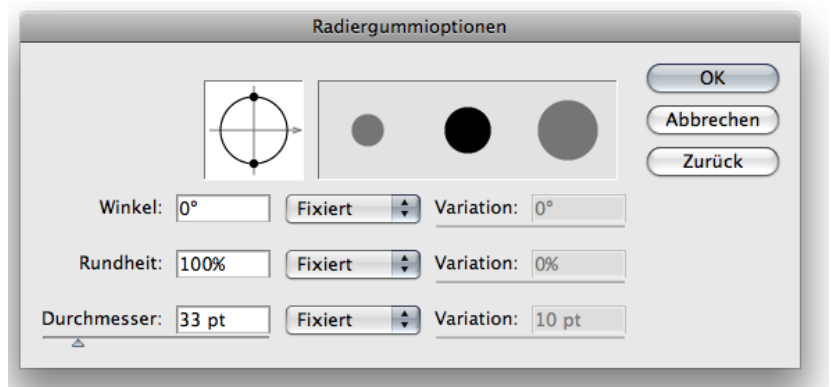 Radiergummioptionen
OK
Abbrechen
Zurück
Winkel: 0° Fixiert Variation: 0°
Rundheit: 100% Fixiert Variation: 0%
Durchmesser: 33 pt Fixiert Variation: 10 pt